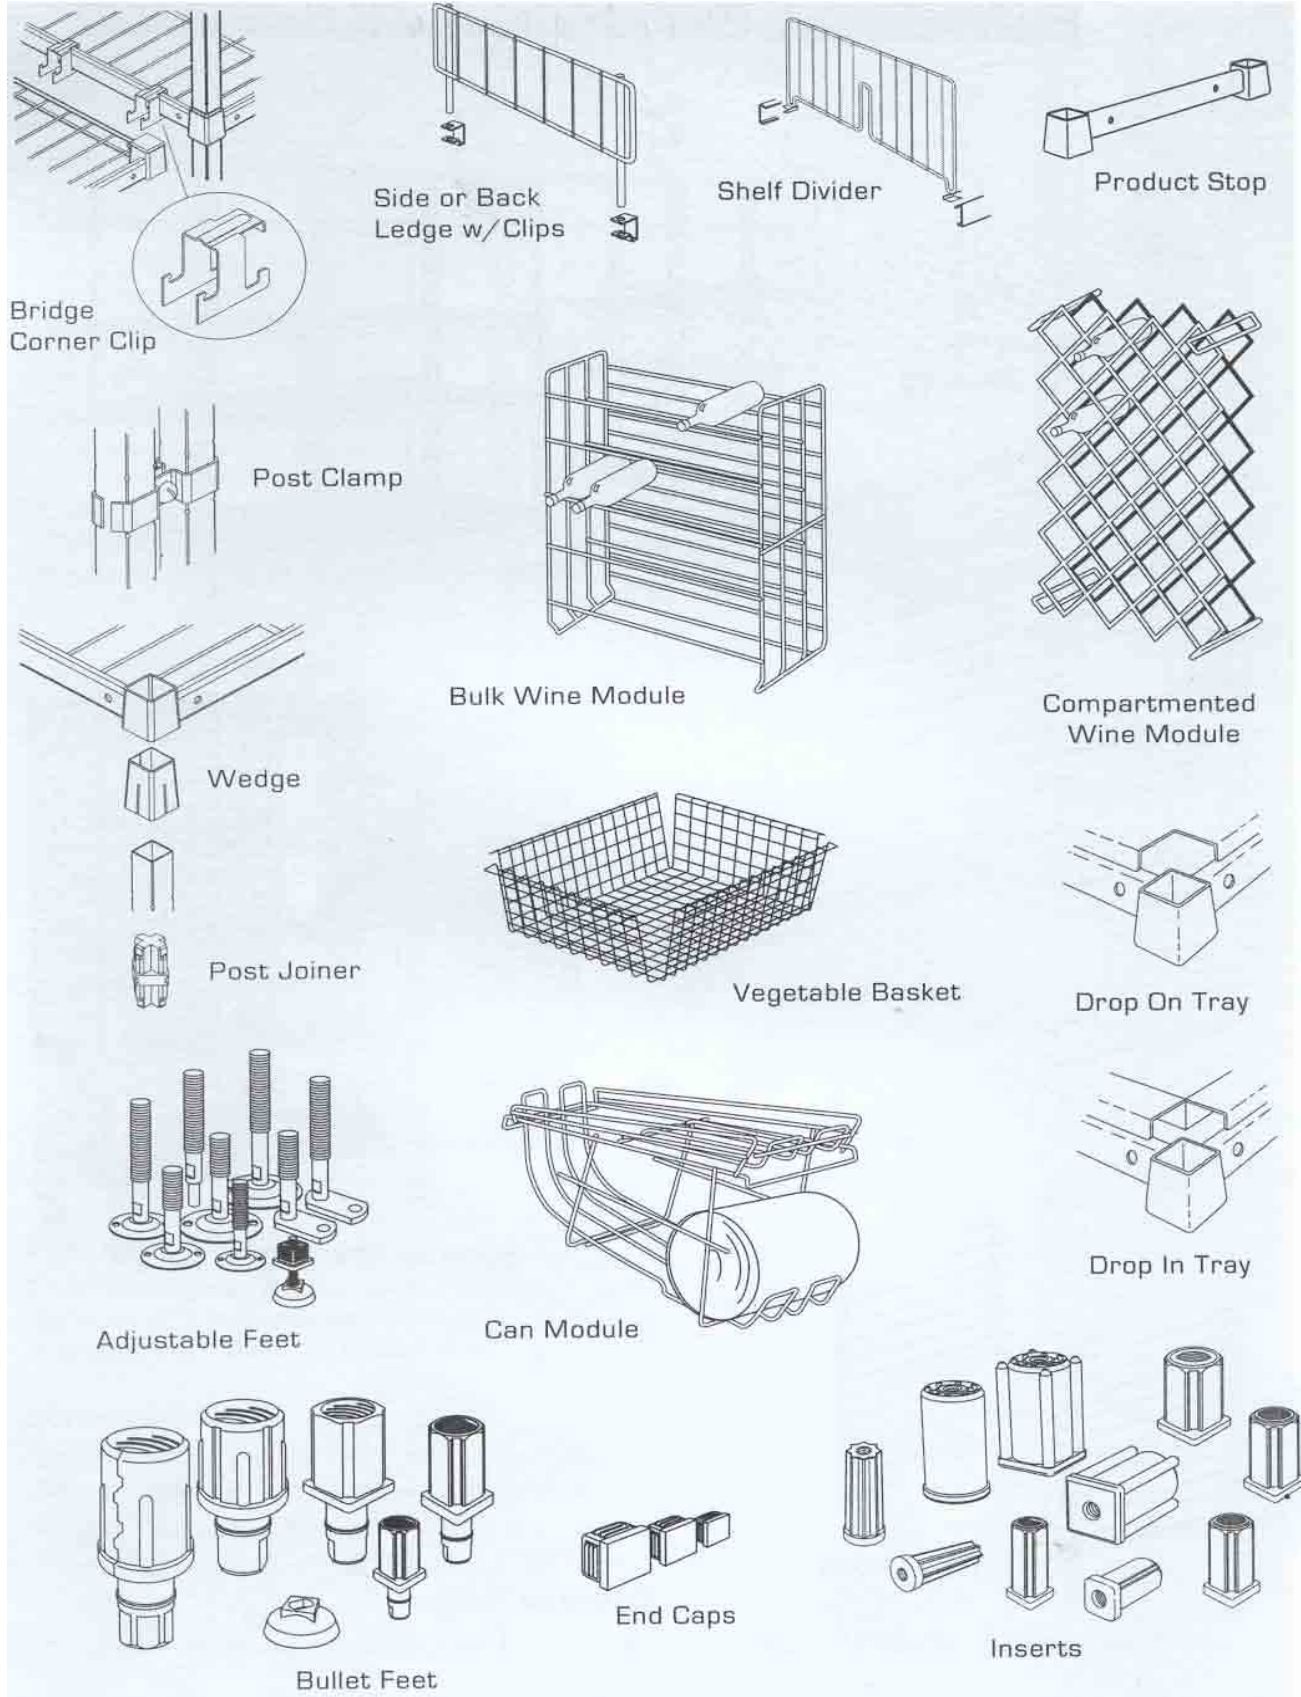 Side or Back
Ledge w/Clips
Shelf Divider
Product Stop
Bridge
Corner Clip
Post Clamp
Bulk Wine Module
Compartmented
Wine Module
Wedge
Post Joiner
Vegetable Basket
Drop On Tray
Adjustable Feet
Can Module
Drop In Tray
Bullet Feet
End Caps
Inserts